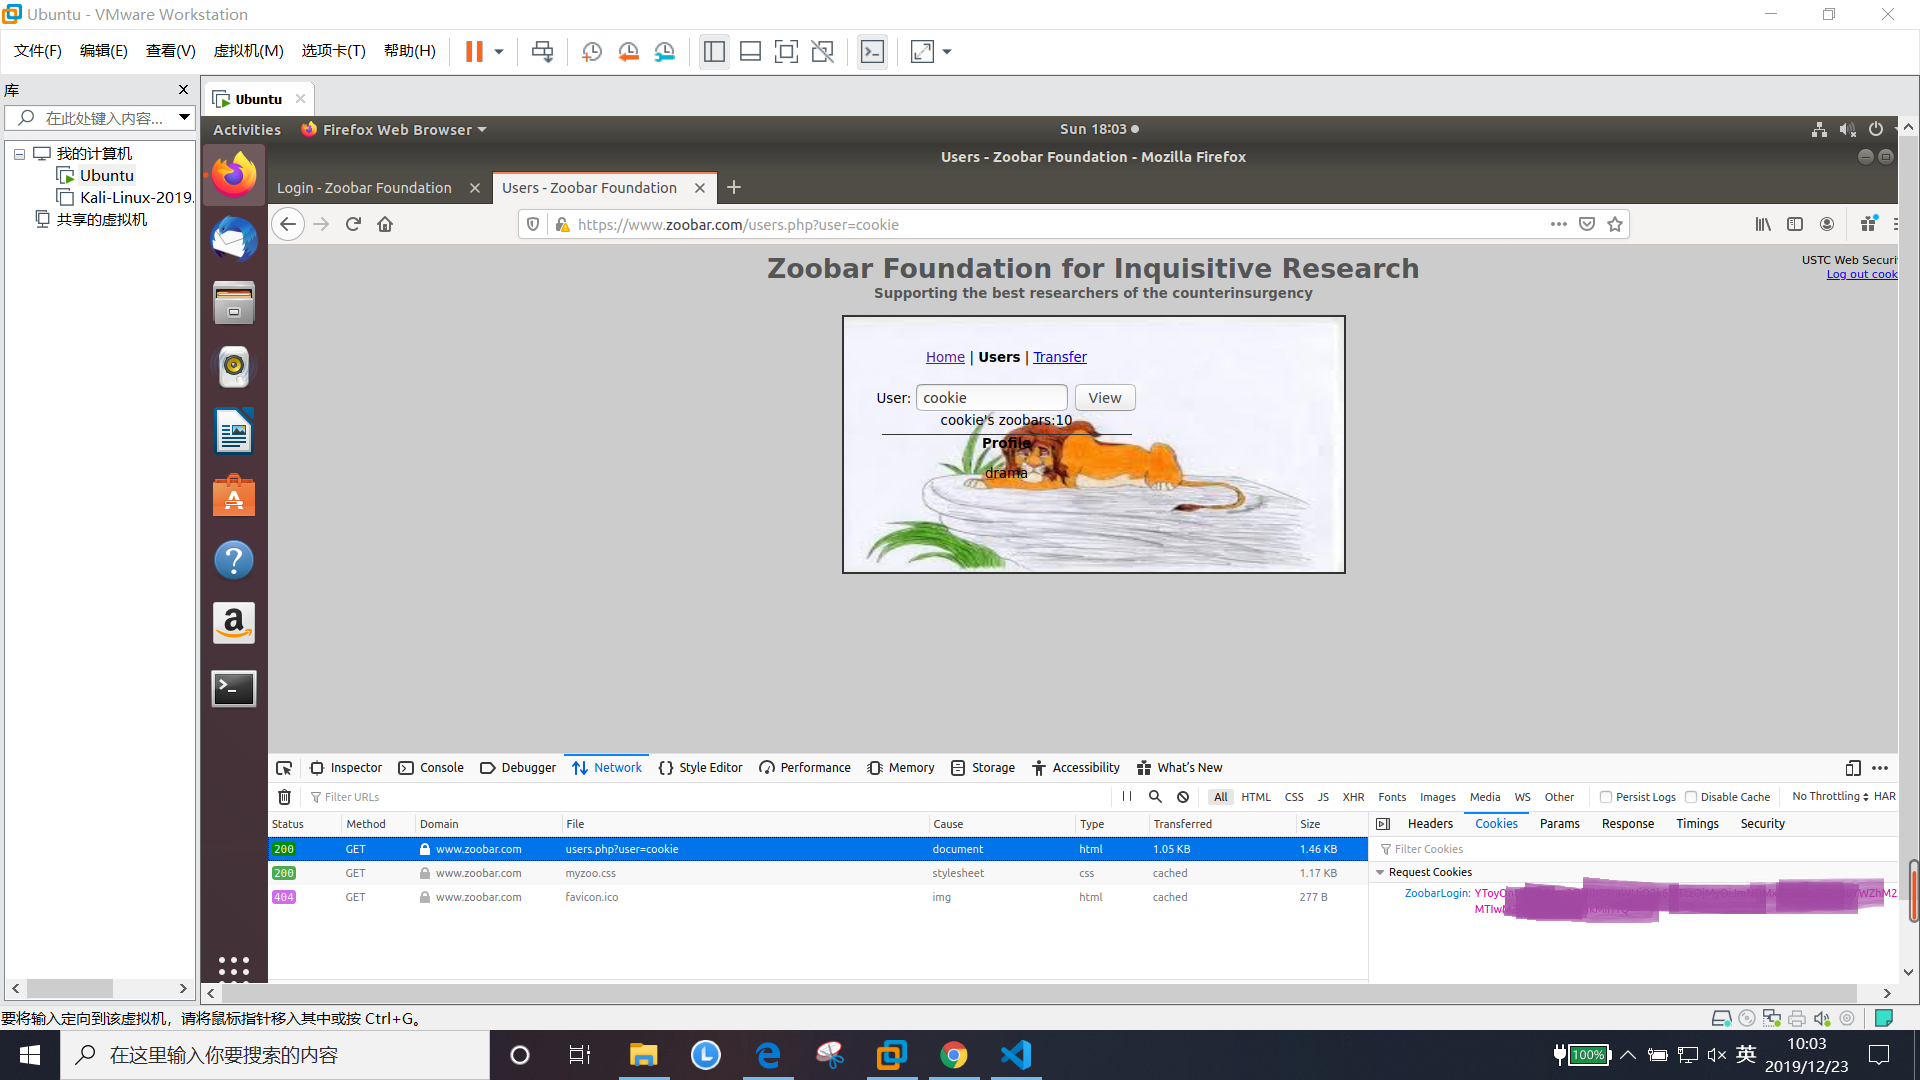 Ubuntu - VMware Workstation
文件(F) 编辑(E) 查看(V) 虚拟机(M) 选项卡(T) 帮助(H)
库
Ubuntu
在此处键入内容...
Activities Firefox Web Browser Sun 18:03
我的计算机
Ubuntu
Kali-Linux-2019.
共享的虚拟机
Users - Zoobar Foundation - Mozilla Firefox
Login - Zoobar Foundation Users - Zoobar Foundation
https://www.zoobar.com/users.php?user=cookie
Zoobar Foundation for Inquisitive Research
Supporting the best researchers of the counterinsurgency
USTC Web Securi
Log out cook
Home | Users | Transfer
User: cookie View
cookie's zoobars:10
Profile
drama
Inspector Console Debugger Network Style Editor Performance Memory Storage Accessibility What's New
Filter URLs All HTML CSS JS XHR Fonts Images Media WS Other Persist Logs Disable Cache No Throttling HAR
Status Method Domain File Cause Type Transferred Size
Headers Cookies Params Response Timings Security
200 GET www.zoobar.com users.php?user=cookie document html 1.05 KB 1.46 KB
200 GET www.zoobar.com myzoo.css stylesheet css cached 1.17 KB
404 GET www.zoobar.com favicon.ico img html cached 277 B
Filter Cookies
Request Cookies
ZoobarLogin:
要将输入定向到该虚拟机，请将鼠标指针移入其中或按 Ctrl+G。
在这里输入你要搜索的内容
100% 英 10:03
2019/12/23